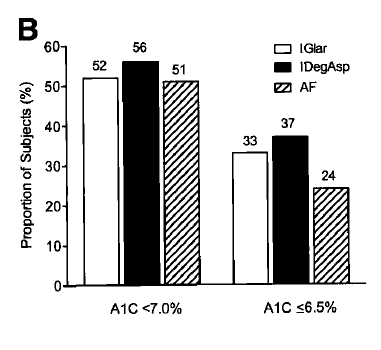 B
Proportion of Subjects (%)
60
50
40
30
20
10
0
52
56
51
33
37
24
IGlar
IDegAsp
AF
A1C <7.0%
A1C ≤6.5%